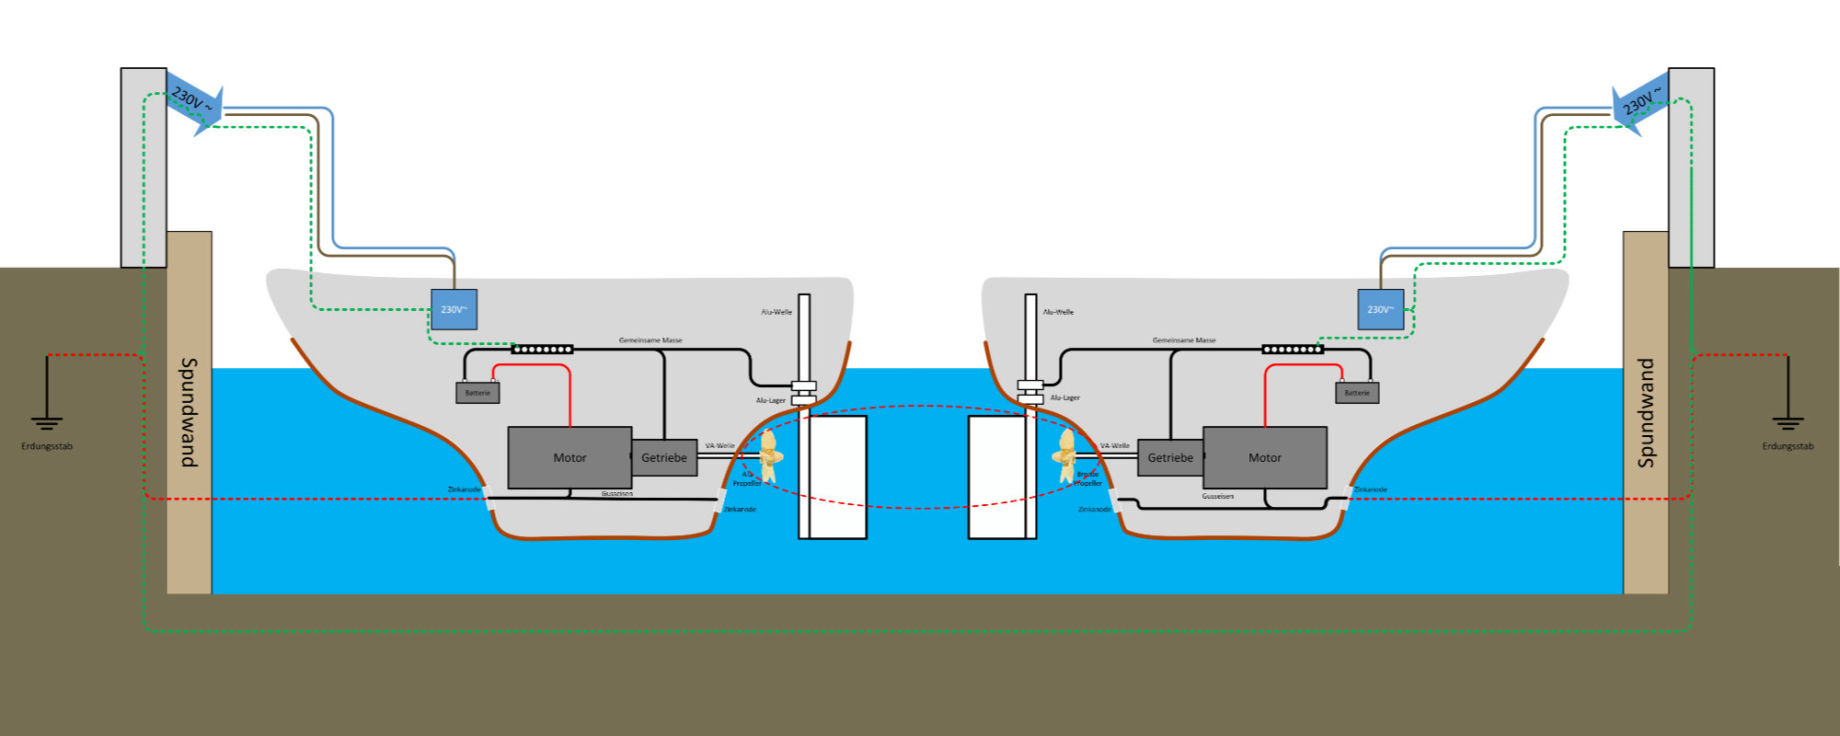 230V ~
230V ~
230V~
230V~
Alu-Welle
Alu-Welle
Gemeinsame Masse
Gemeinsame Masse
Batterie
Batterie
Alu-Lager
Alu-Lager
Spundwand
Spundwand
Erdungsstab
Erdungsstab
VA-Welle
VA-Welle
Motor
Getriebe
Getriebe
Motor
Propeller
Propeller
Zinkanode
Gusseisen
Gusseisen
Zinkanode
Zinkanode
Zinkanode